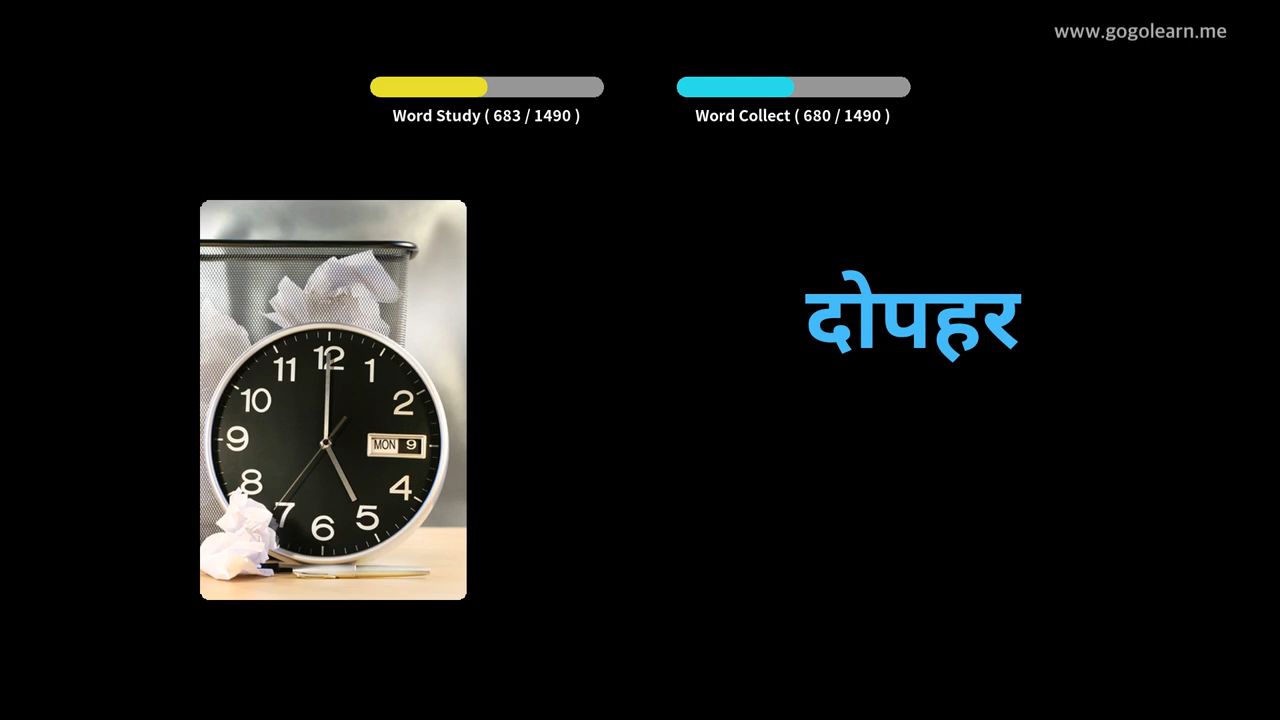 www.gogolearn.me
Word Study ( 683 / 1490 )
Word Collect ( 680 / 1490 )
दोपहर
12
11
1
10
2
9
MON 9
8
4
7
5
6